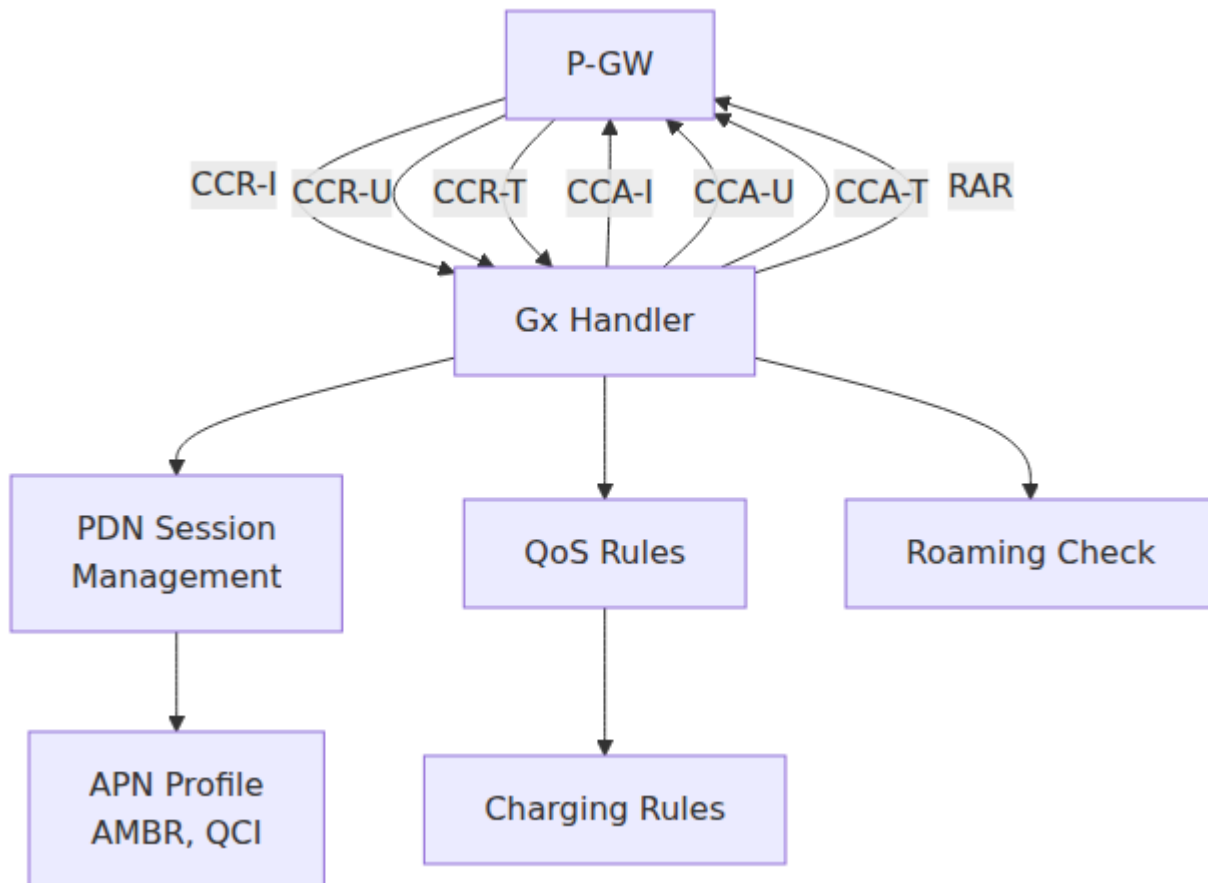 P-GW
CCR-I
CCR-U
CCR-T
CCA-I
CCA-U
CCA-T
RAR
Gx Handler
PDN Session
Management
QoS Rules
Roaming Check
APN Profile
AMBR, QCI
Charging Rules